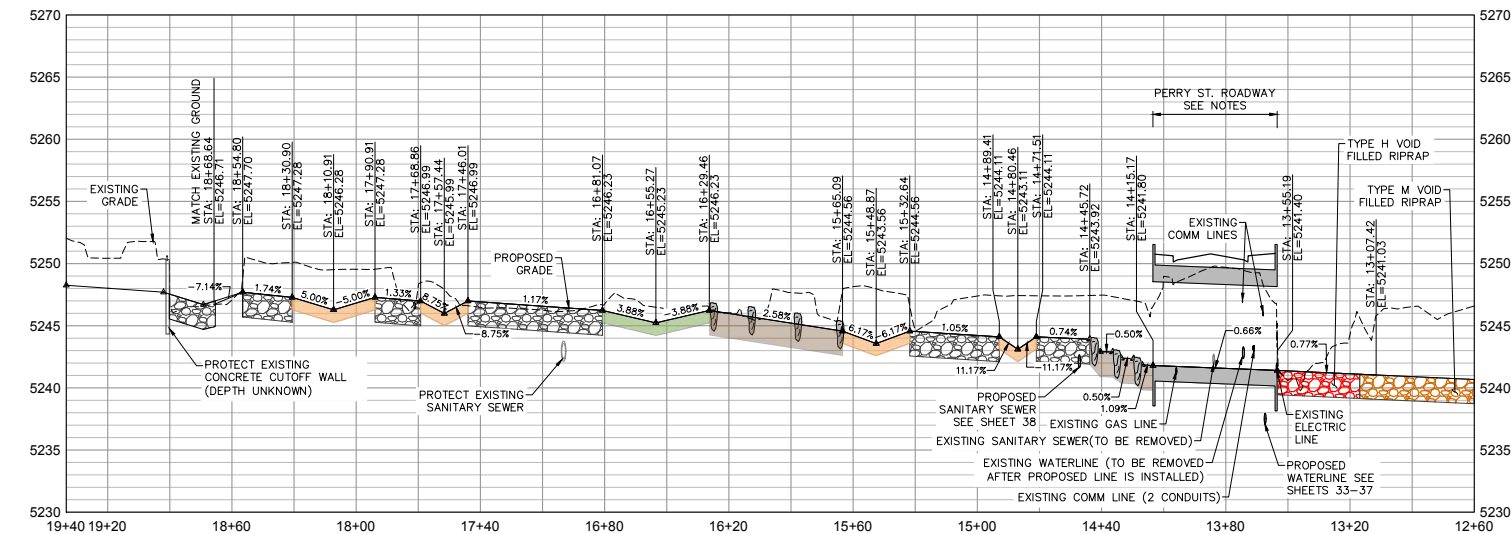 5270
5270
5265
5265
5260
5260
5255
5255
5250
5250
5245
5245
5240
5240
5235
5235
5230
5230
PERRY ST. ROADWAY
SEE NOTES
TYPE H VOID
FILLED RIPRAP
TYPE M VOID
FILLED RIPRAP
EXISTING
GRADE
MATCH EXISTING GROUND
STA: 18+68.64
EL=5246.71
STA: 18+54.80
EL=5247.70
STA: 18+30.90
EL=5247.28
STA: 18+10.91
EL=5246.28
STA: 17+90.91
EL=5247.28
STA: 17+68.86
EL=5246.99
STA: 17+57.44
EL=5245.99
STA: 17+46.01
EL=5246.99
PROPOSED
GRADE
STA: 16+81.07
EL=5246.23
STA: 16+55.27
EL=5245.23
STA: 16+29.46
EL=5246.23
STA: 15+65.09
EL=5244.56
STA: 15+48.87
EL=5243.56
STA: 15+32.64
EL=5244.56
STA: 14+89.41
EL=5244.11
STA: 14+80.46
EL=5243.11
STA: 14+71.51
EL=5244.11
STA: 14+45.72
EL=5243.92
STA: 14+15.17
EL=5241.80
EXISTING
COMM LINES
STA: 13+55.19
EL=5241.40
STA: 13+07.42
EL=5241.03
-7.14%
1.74%
5.00%
-5.00%
1.33%
8.75%
-8.75%
1.17%
3.88%
-3.88%
2.58%
6.17%
-6.17%
1.05%
11.17%
-11.17%
0.74%
0.50%
0.50%
1.09%
0.66%
0.77%
PROTECT EXISTING
CONCRETE CUTOFF WALL
(DEPTH UNKNOWN)
PROTECT EXISTING
SANITARY SEWER
PROPOSED
SANITARY SEWER
SEE SHEET 38
EXISTING GAS LINE
EXISTING SANITARY SEWER(TO BE REMOVED)
EXISTING WATERLINE (TO BE REMOVED
AFTER PROPOSED LINE IS INSTALLED)
EXISTING COMM LINE (2 CONDUITS)
EXISTING
ELECTRIC
LINE
PROPOSED
WATERLINE SEE
SHEETS 33-37
19+40 19+20 18+60 18+00 17+40 16+80 16+20 15+60 15+00 14+40 13+80 13+20 12+60